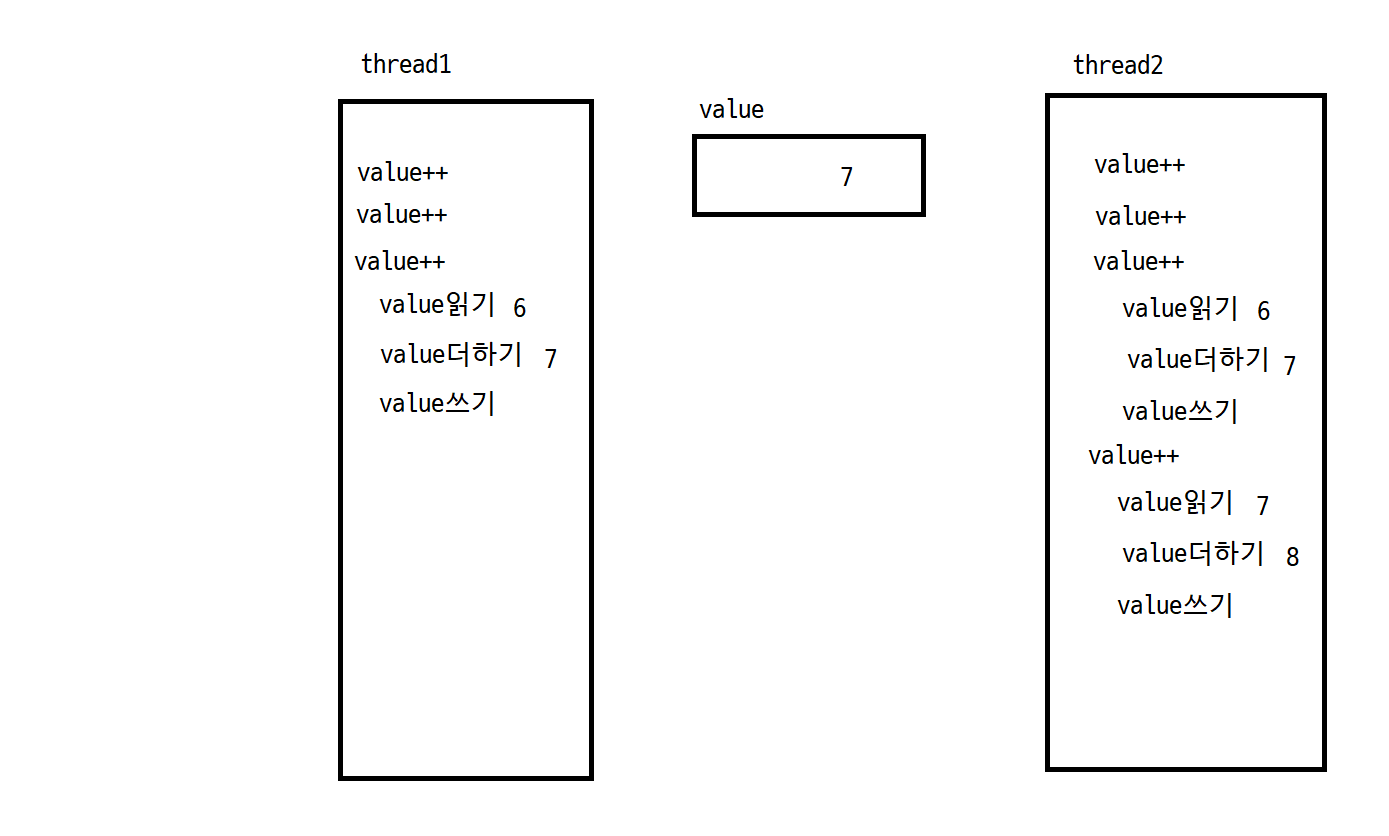 thread1
value++
value++
value++
value읽기 6
value더하기 7
value쓰기
value
7
thread2
value++
value++
value++
value읽기 6
value더하기 7
value쓰기
value++
value읽기 7
value더하기 8
value쓰기